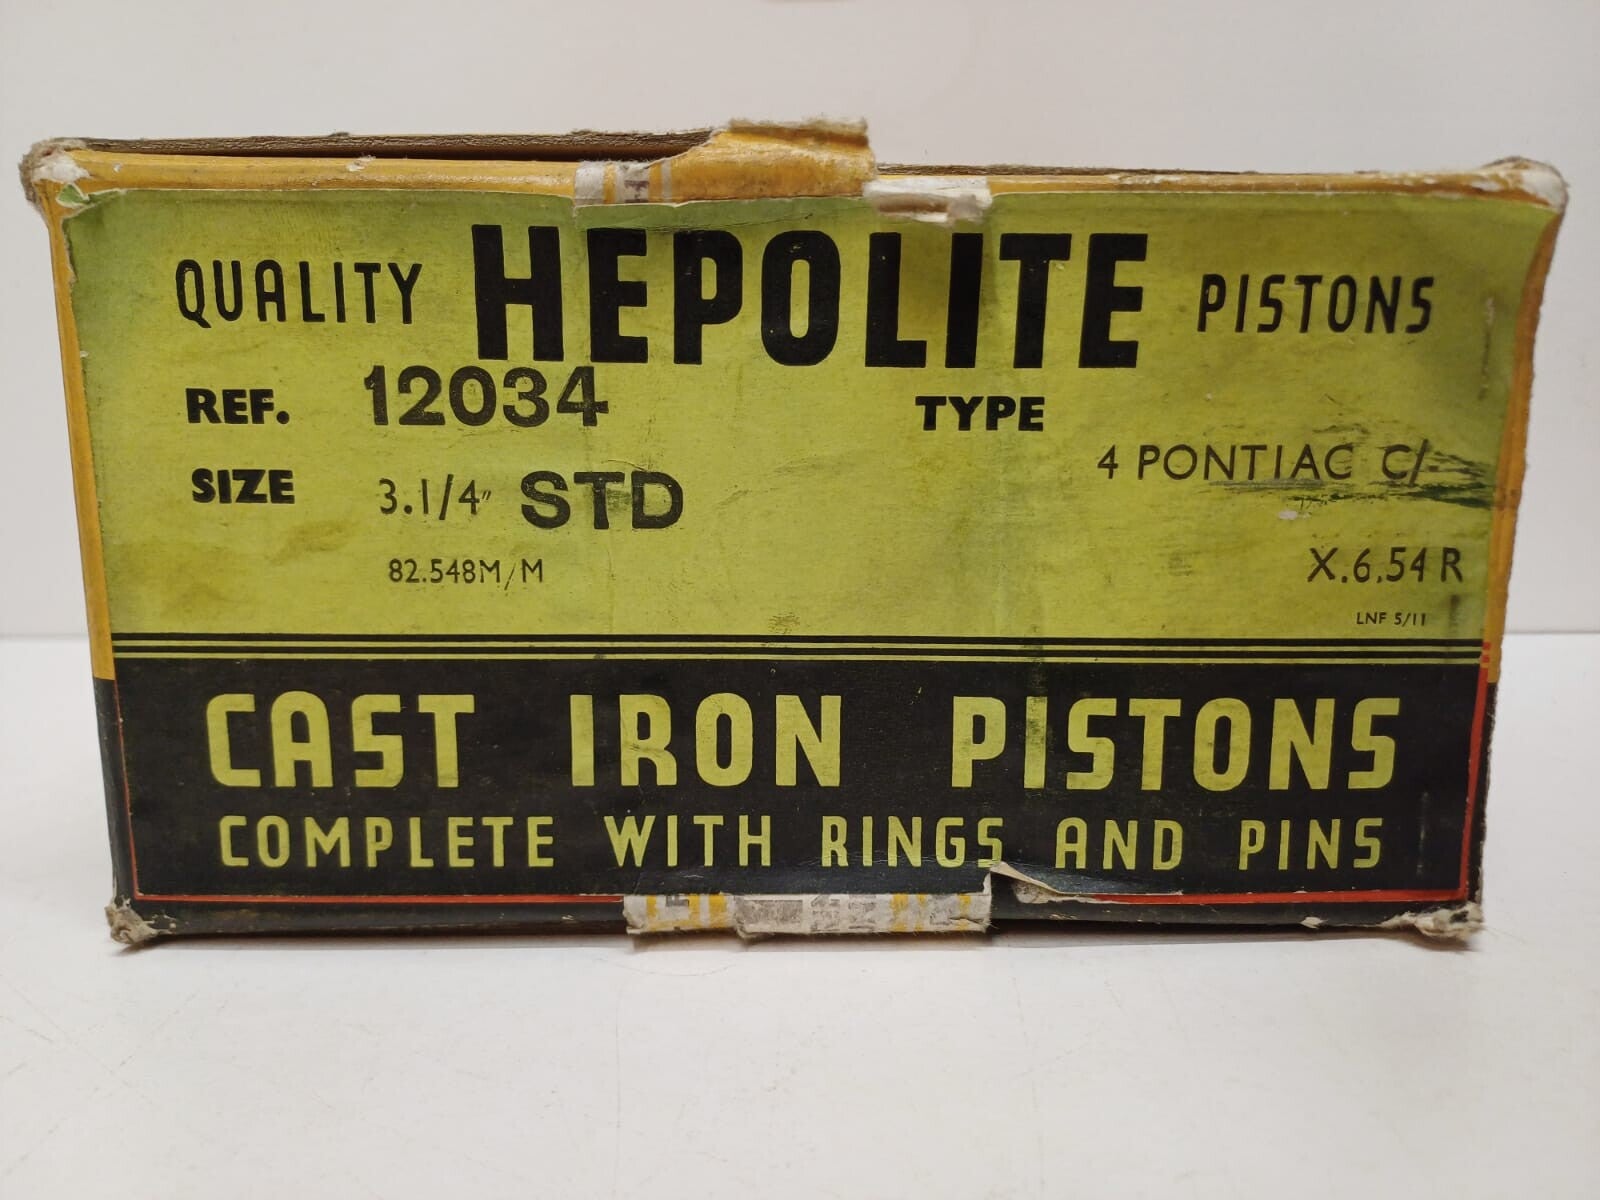 QUALITY HEPOLITE PISTONS
REF. 12034 TYPE
4 PONTIAC C/
SIZE 3.1/4" STD
82.548M/M X.6.54 R
LNF 5/11
CAST IRON PISTONS
COMPLETE WITH RINGS AND PINS